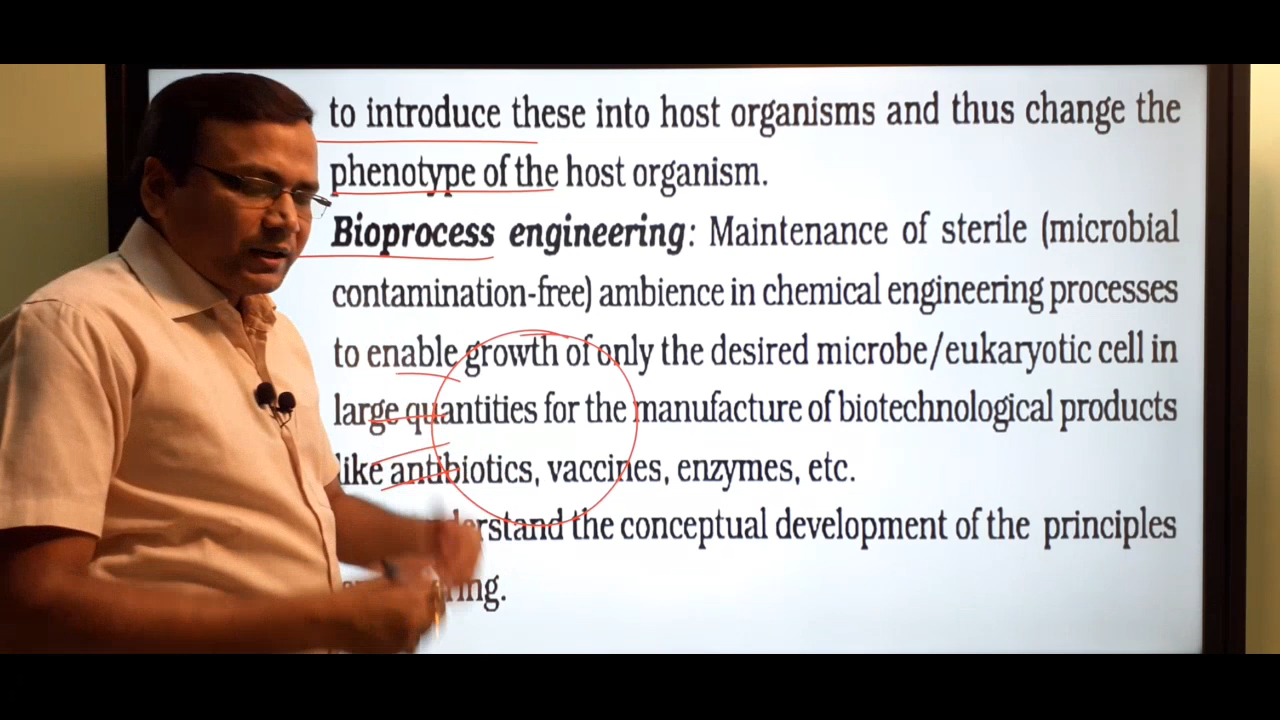 to introduce these into host organisms and thus change the
phenotype of the host organism.
Bioprocess engineering: Maintenance of sterile (microbial
contamination-free) ambience in chemical engineering processes
to enable growth of only the desired microbe/eukaryotic cell in
large quantities for the manufacture of biotechnological products
like antibiotics, vaccines, enzymes, etc.
the conceptual development of the principles